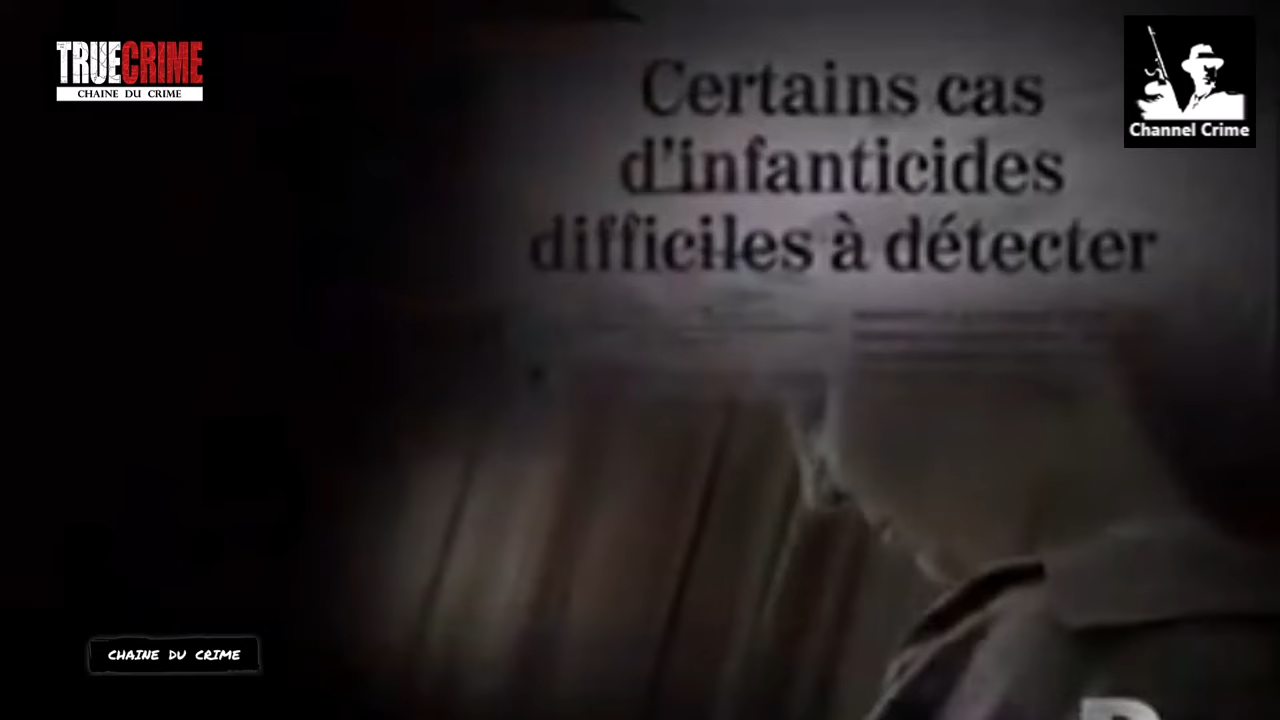 TRUECRIME
CHAINE DU CRIME
Channel Crime
Certains cas
d'infanticides
difficiles à détecter
CHAINE DU CRIME